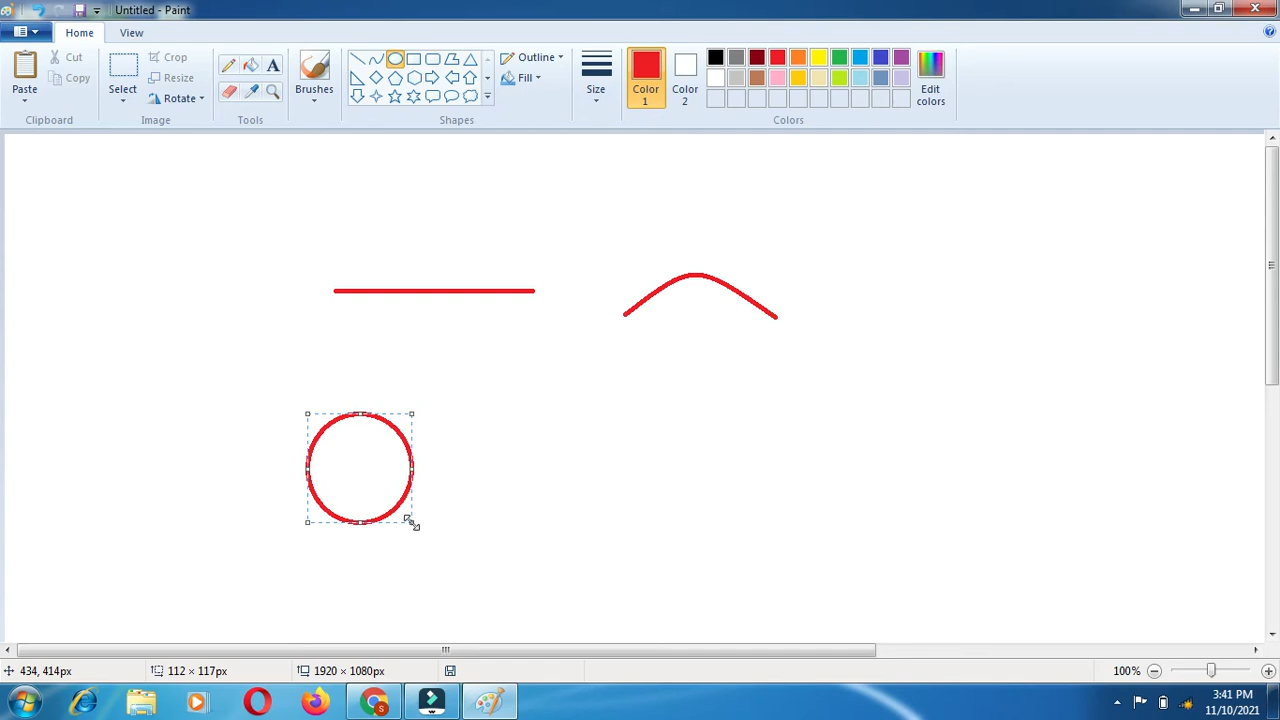 Untitled - Paint
Home View
Paste
Cut
Copy
Clipboard
Select
Crop
Resize
Rotate
Image
A
Tools
Brushes
Outline
Fill
Shapes
Size
Color 1
Color 2
Edit colors
Colors
434, 414px
112 × 117px
1920 × 1080px
100%
S
W
3:41 PM
11/10/2021